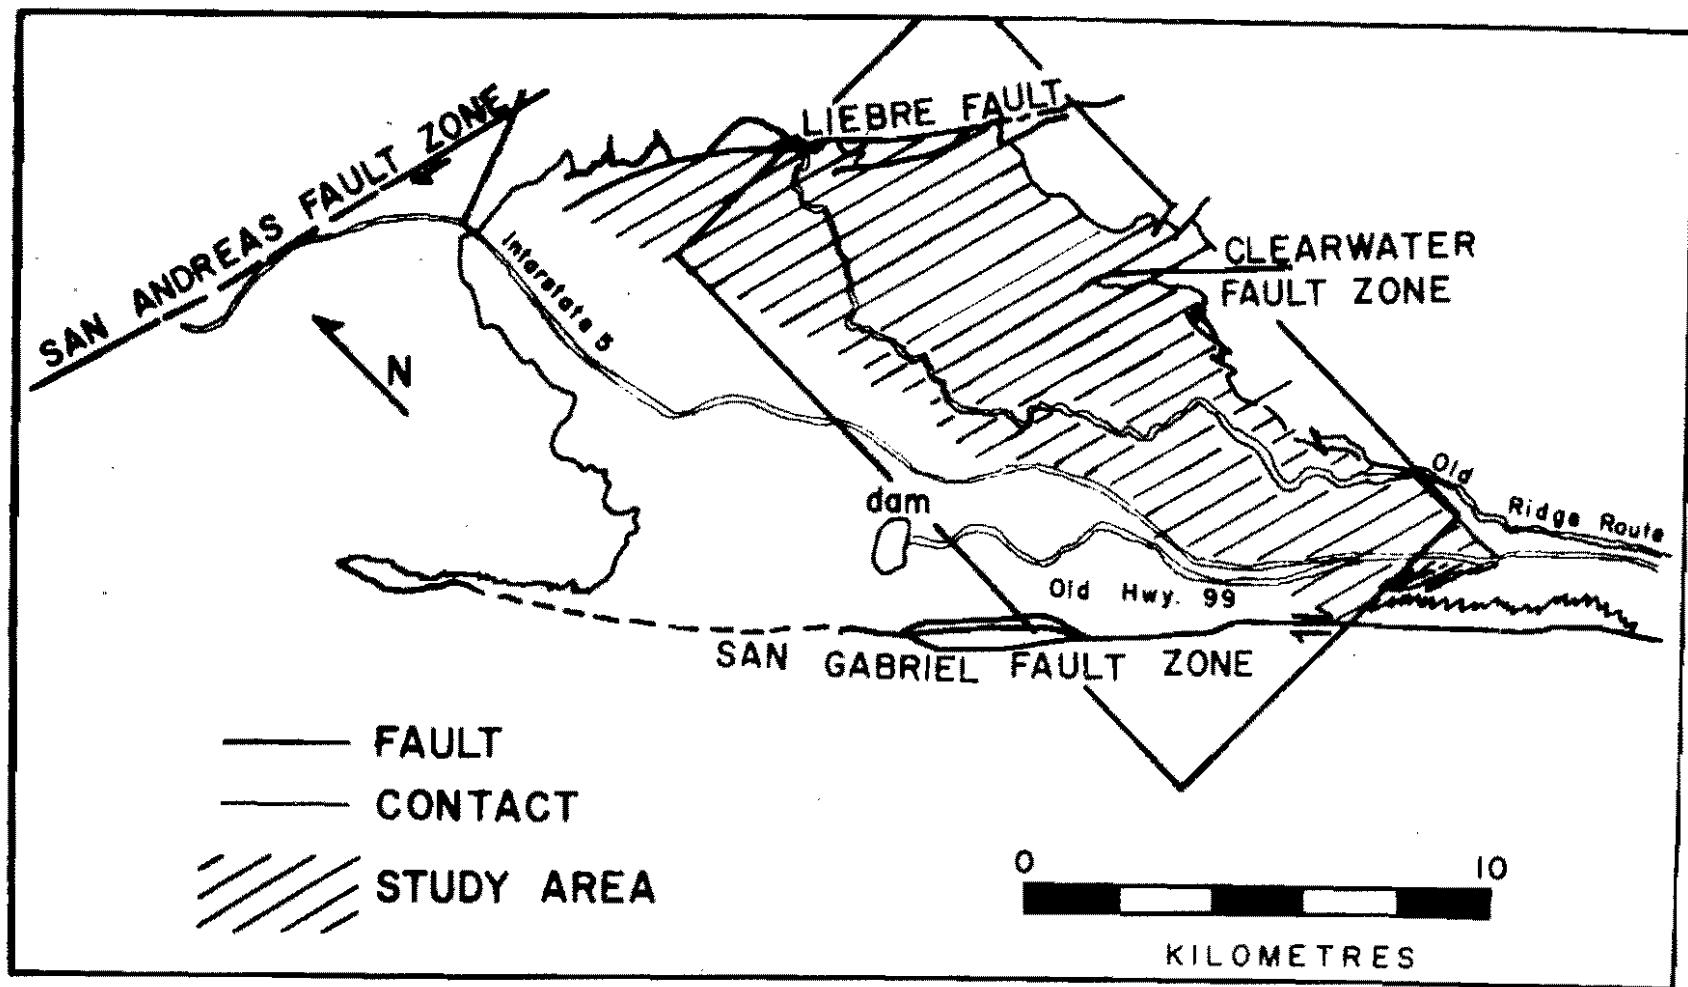 LIEBRE FAULT
SAN ANDREAS FAULT ZONE
CLEARWATER
FAULT ZONE
Interstate 5
N
dam
Old Ridge Route
Old Hwy. 99
SAN GABRIEL FAULT ZONE
FAULT
CONTACT
STUDY AREA
0 10
KILOMETRES